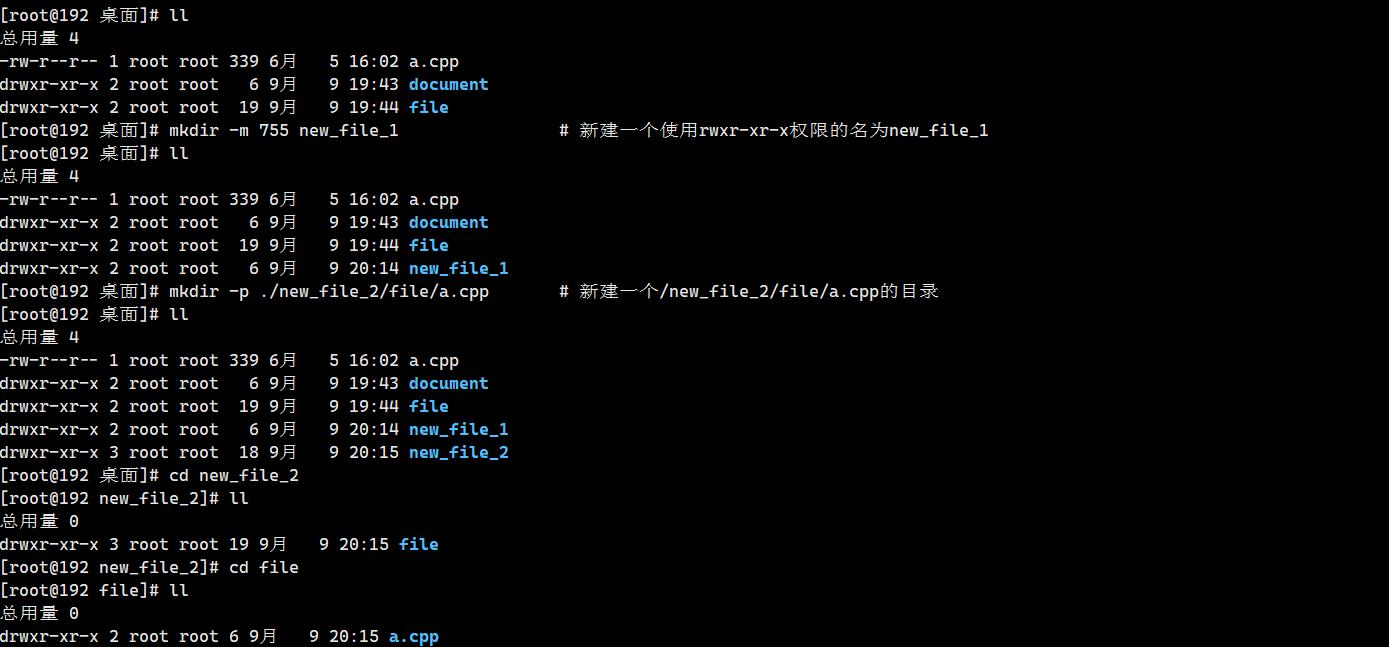 [root@192 桌面]# ll
总用量 4
-rw-r--r-- 1 root root 339 6月   5 16:02 a.cpp
drwxr-xr-x 2 root root   6 9月   9 19:43 document
drwxr-xr-x 2 root root  19 9月   9 19:44 file
[root@192 桌面]# mkdir -m 755 new_file_1                # 新建一个使用rwxr-xr-x权限的名为new_file_1
[root@192 桌面]# ll
总用量 4
-rw-r--r-- 1 root root 339 6月   5 16:02 a.cpp
drwxr-xr-x 2 root root   6 9月   9 19:43 document
drwxr-xr-x 2 root root  19 9月   9 19:44 file
drwxr-xr-x 2 root root   6 9月   9 20:14 new_file_1
[root@192 桌面]# mkdir -p ./new_file_2/file/a.cpp       # 新建一个/new_file_2/file/a.cpp的目录
[root@192 桌面]# ll
总用量 4
-rw-r--r-- 1 root root 339 6月   5 16:02 a.cpp
drwxr-xr-x 2 root root   6 9月   9 19:43 document
drwxr-xr-x 2 root root  19 9月   9 19:44 file
drwxr-xr-x 2 root root   6 9月   9 20:14 new_file_1
drwxr-xr-x 3 root root  18 9月   9 20:15 new_file_2
[root@192 桌面]# cd new_file_2
[root@192 new_file_2]# ll
总用量 0
drwxr-xr-x 3 root root 19 9月   9 20:15 file
[root@192 new_file_2]# cd file
[root@192 file]# ll
总用量 0
drwxr-xr-x 2 root root 6 9月   9 20:15 a.cpp